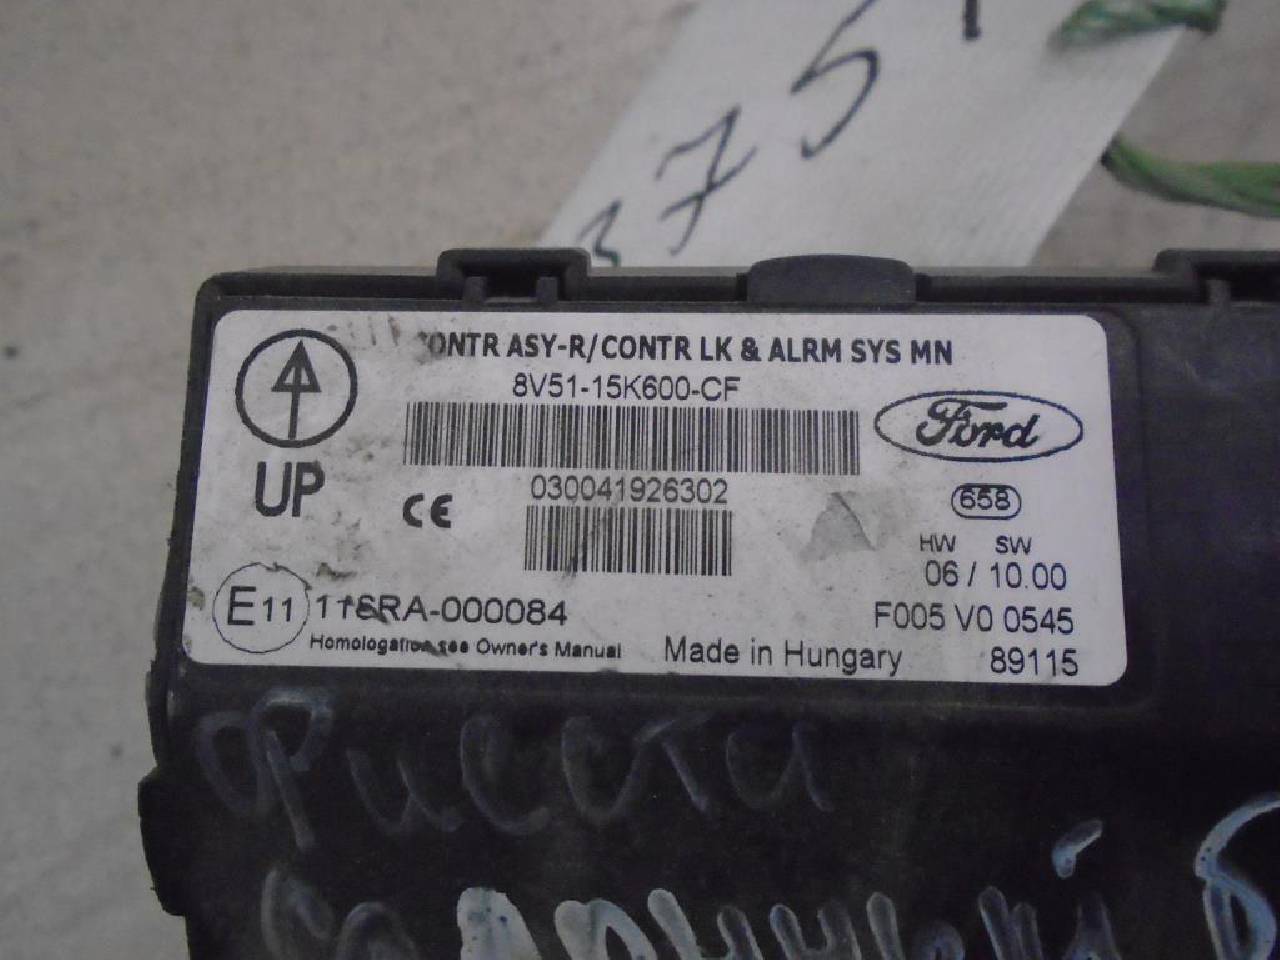 375
CONTR ASY-R/CONTR LK & ALRM SYS MN
8V51-15K600-CF
Ford
UP
CE
030041926302
658
HW SW
06 / 10.00
E11 116RA-000084
F005 V0 0545
Homologation see Owner's Manual
Made in Hungary
89115
Фиеста